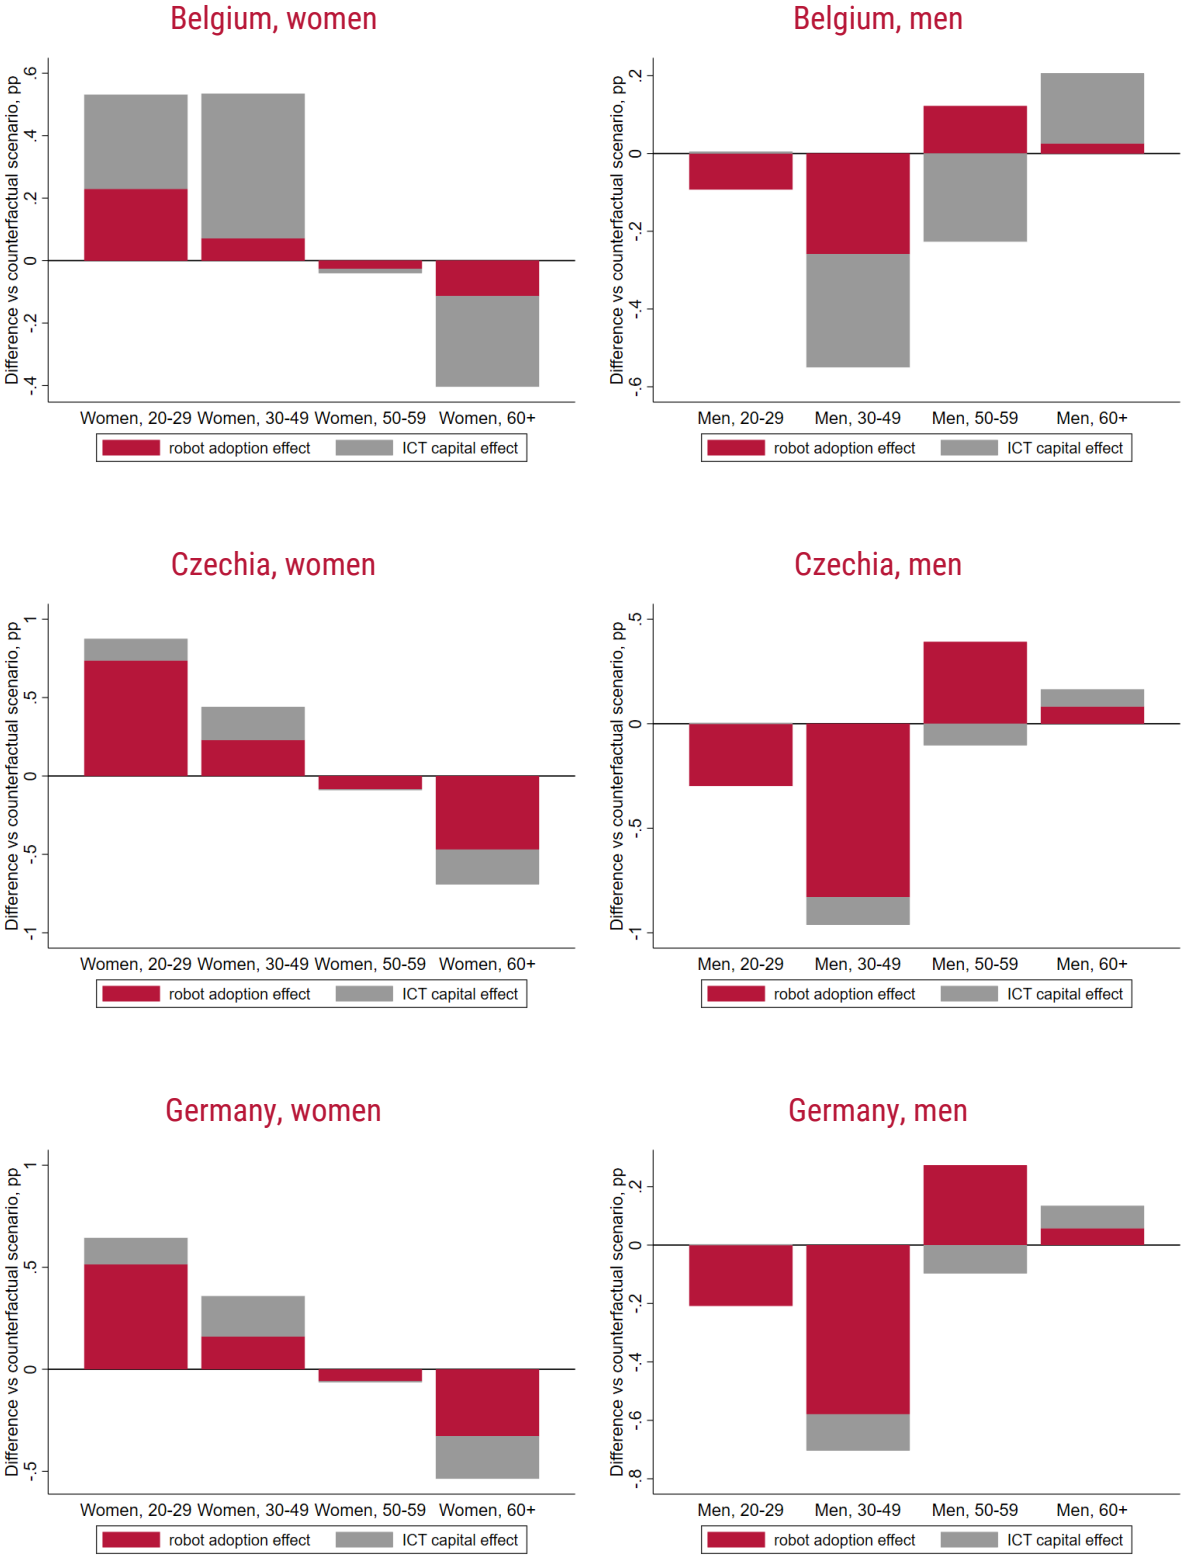 Belgium, women
Difference vs counterfactual scenario, pp
.6
.4
.2
0
-.2
-.4
Women, 20-29 Women, 30-49 Women, 50-59 Women, 60+
robot adoption effect ICT capital effect
Belgium, men
Difference vs counterfactual scenario, pp
.2
0
-.2
-.4
-.6
Men, 20-29 Men, 30-49 Men, 50-59 Men, 60+
robot adoption effect ICT capital effect
Czechia, women
Difference vs counterfactual scenario, pp
1
.5
0
-.5
-1
Women, 20-29 Women, 30-49 Women, 50-59 Women, 60+
robot adoption effect ICT capital effect
Czechia, men
Difference vs counterfactual scenario, pp
.5
0
-.5
-1
Men, 20-29 Men, 30-49 Men, 50-59 Men, 60+
robot adoption effect ICT capital effect
Germany, women
Difference vs counterfactual scenario, pp
1
.5
0
-.5
Women, 20-29 Women, 30-49 Women, 50-59 Women, 60+
robot adoption effect ICT capital effect
Germany, men
Difference vs counterfactual scenario, pp
.2
0
-.2
-.4
-.6
-.8
Men, 20-29 Men, 30-49 Men, 50-59 Men, 60+
robot adoption effect ICT capital effect